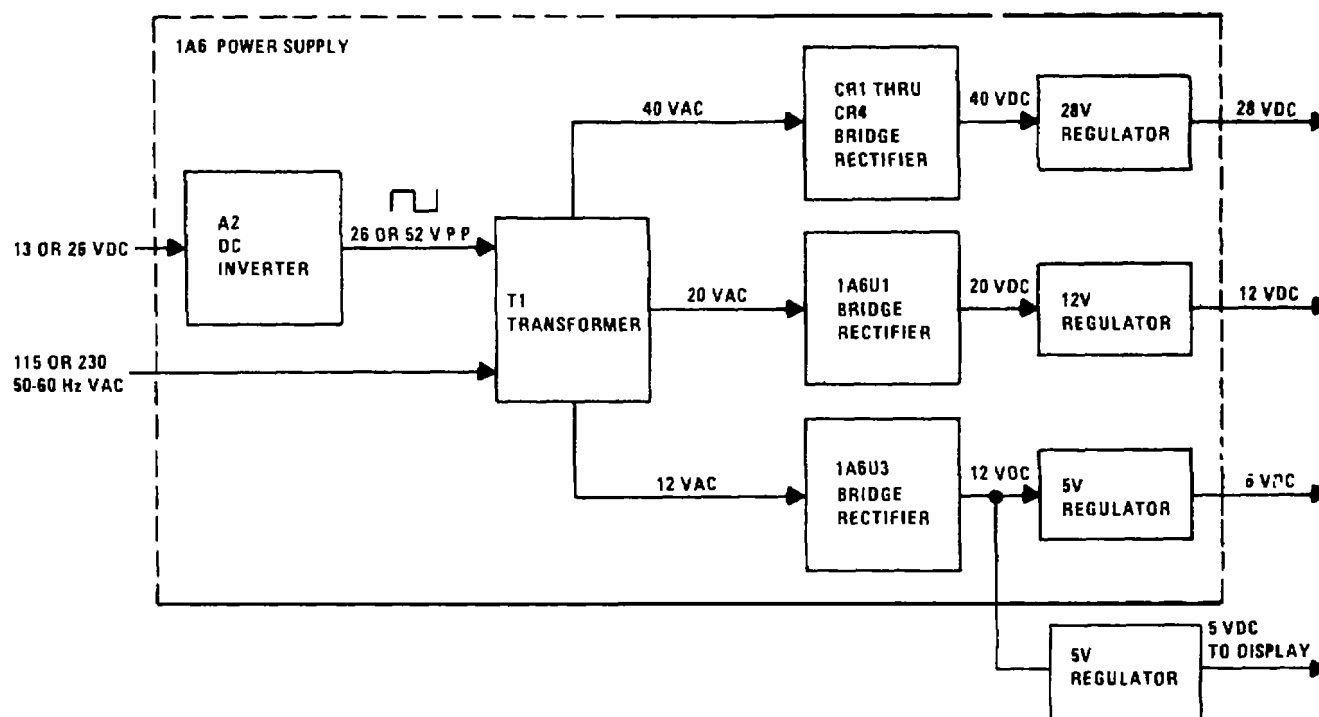 1A6 POWER SUPPLY
13 OR 26 VDC
A2
DC
INVERTER
26 OR 52 V P P
115 OR 230
50-60 Hz VAC
T1
TRANSFORMER
40 VAC
CR1 THRU
CR4
BRIDGE
RECTIFIER
40 VDC
28V
REGULATOR
28 VDC
20 VAC
1A6U1
BRIDGE
RECTIFIER
20 VDC
12V
REGULATOR
12 VDC
12 VAC
1A6U3
BRIDGE
RECTIFIER
12 VDC
5V
REGULATOR
5V
REGULATOR
5 VDC
TO DISPLAY